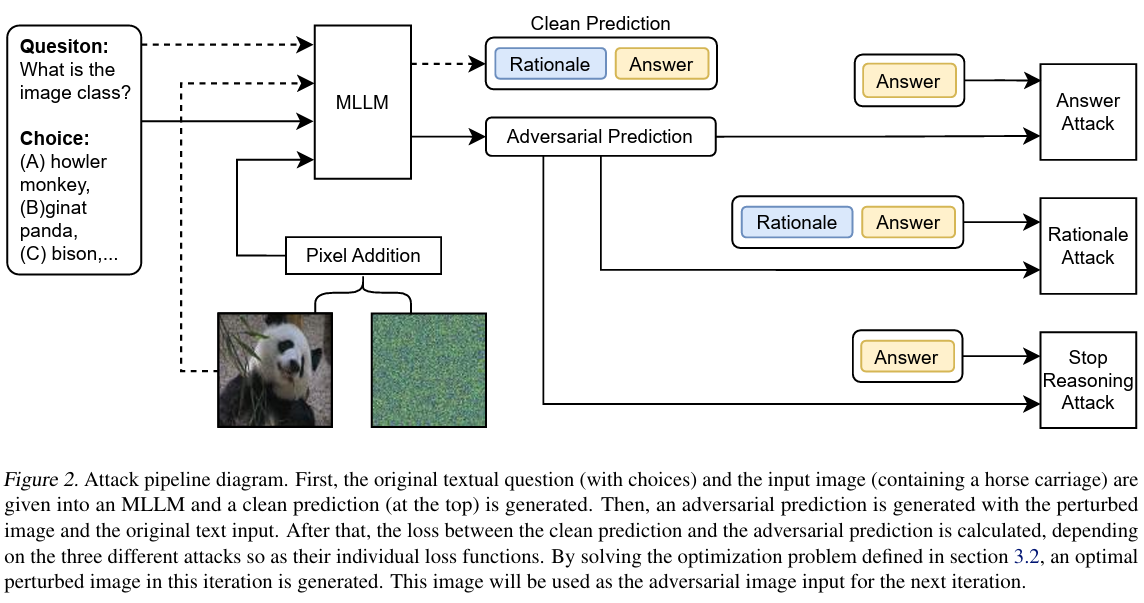 Quesiton:
What is the
image class?
Choice:
(A) howler
monkey,
(B)ginat
panda,
(C) bison,...
MLLM
Pixel Addition
Clean Prediction
Rationale
Answer
Adversarial Prediction
Answer
Answer
Attack
Rationale
Answer
Rationale
Attack
Answer
Stop
Reasoning
Attack
Figure 2. Attack pipeline diagram. First, the original textual question (with choices) and the input image (containing a horse carriage) are
given into an MLLM and a clean prediction (at the top) is generated. Then, an adversarial prediction is generated with the perturbed
image and the original text input. After that, the loss between the clean prediction and the adversarial prediction is calculated, depending
on the three different attacks so as their individual loss functions. By solving the optimization problem defined in section 3.2, an optimal
perturbed image in this iteration is generated. This image will be used as the adversarial image input for the next iteration.